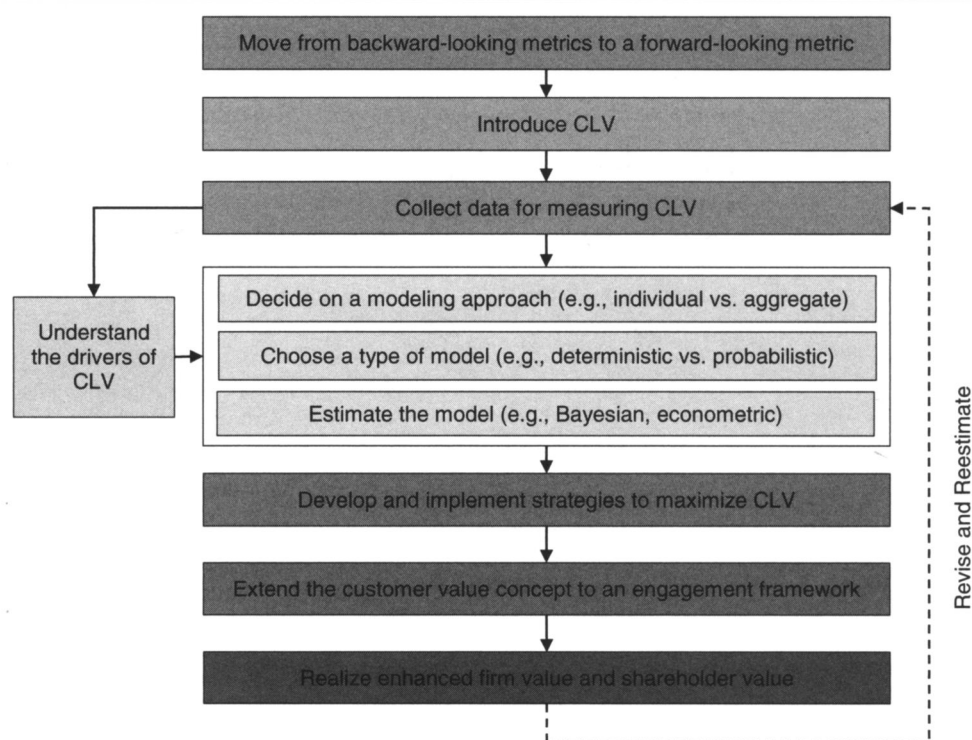 Move from backward-looking metrics to a forward-looking metric
Introduce CLV
Collect data for measuring CLV
Decide on a modeling approach (e.g., individual vs. aggregate)
Understand
the drivers of
CLV
Choose a type of model (e.g., deterministic vs. probabilistic)
Estimate the model (e.g., Bayesian, econometric)
Develop and implement strategies to maximize CLV
Extend the customer value concept to an engagement framework
Realize enhanced firm value and shareholder value
Revise and Reestimate